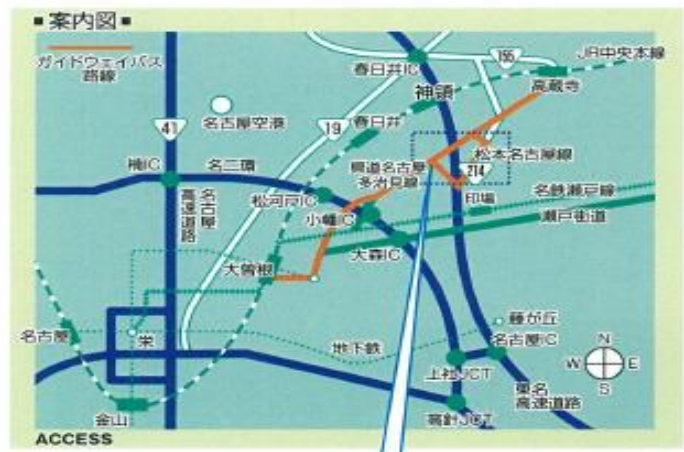 ■案内図■
ガイドウェイバス
路線
155
JR中央本線
春日井IC
高蔵寺
神領
41
名古屋空港
19
春日井
松本名古屋線
214
楠IC
名二環
県道名古屋
多治見線
名古屋
高速道路
松河戸IC
印場
名鉄瀬戸線
小幡IC
瀬戸街道
大森IC
大曽根
藤が丘
名古屋
栄
地下鉄
名古屋IC
N
W
E
S
上社JCT
東名
高速道路
金山
高針JCT
ACCESS